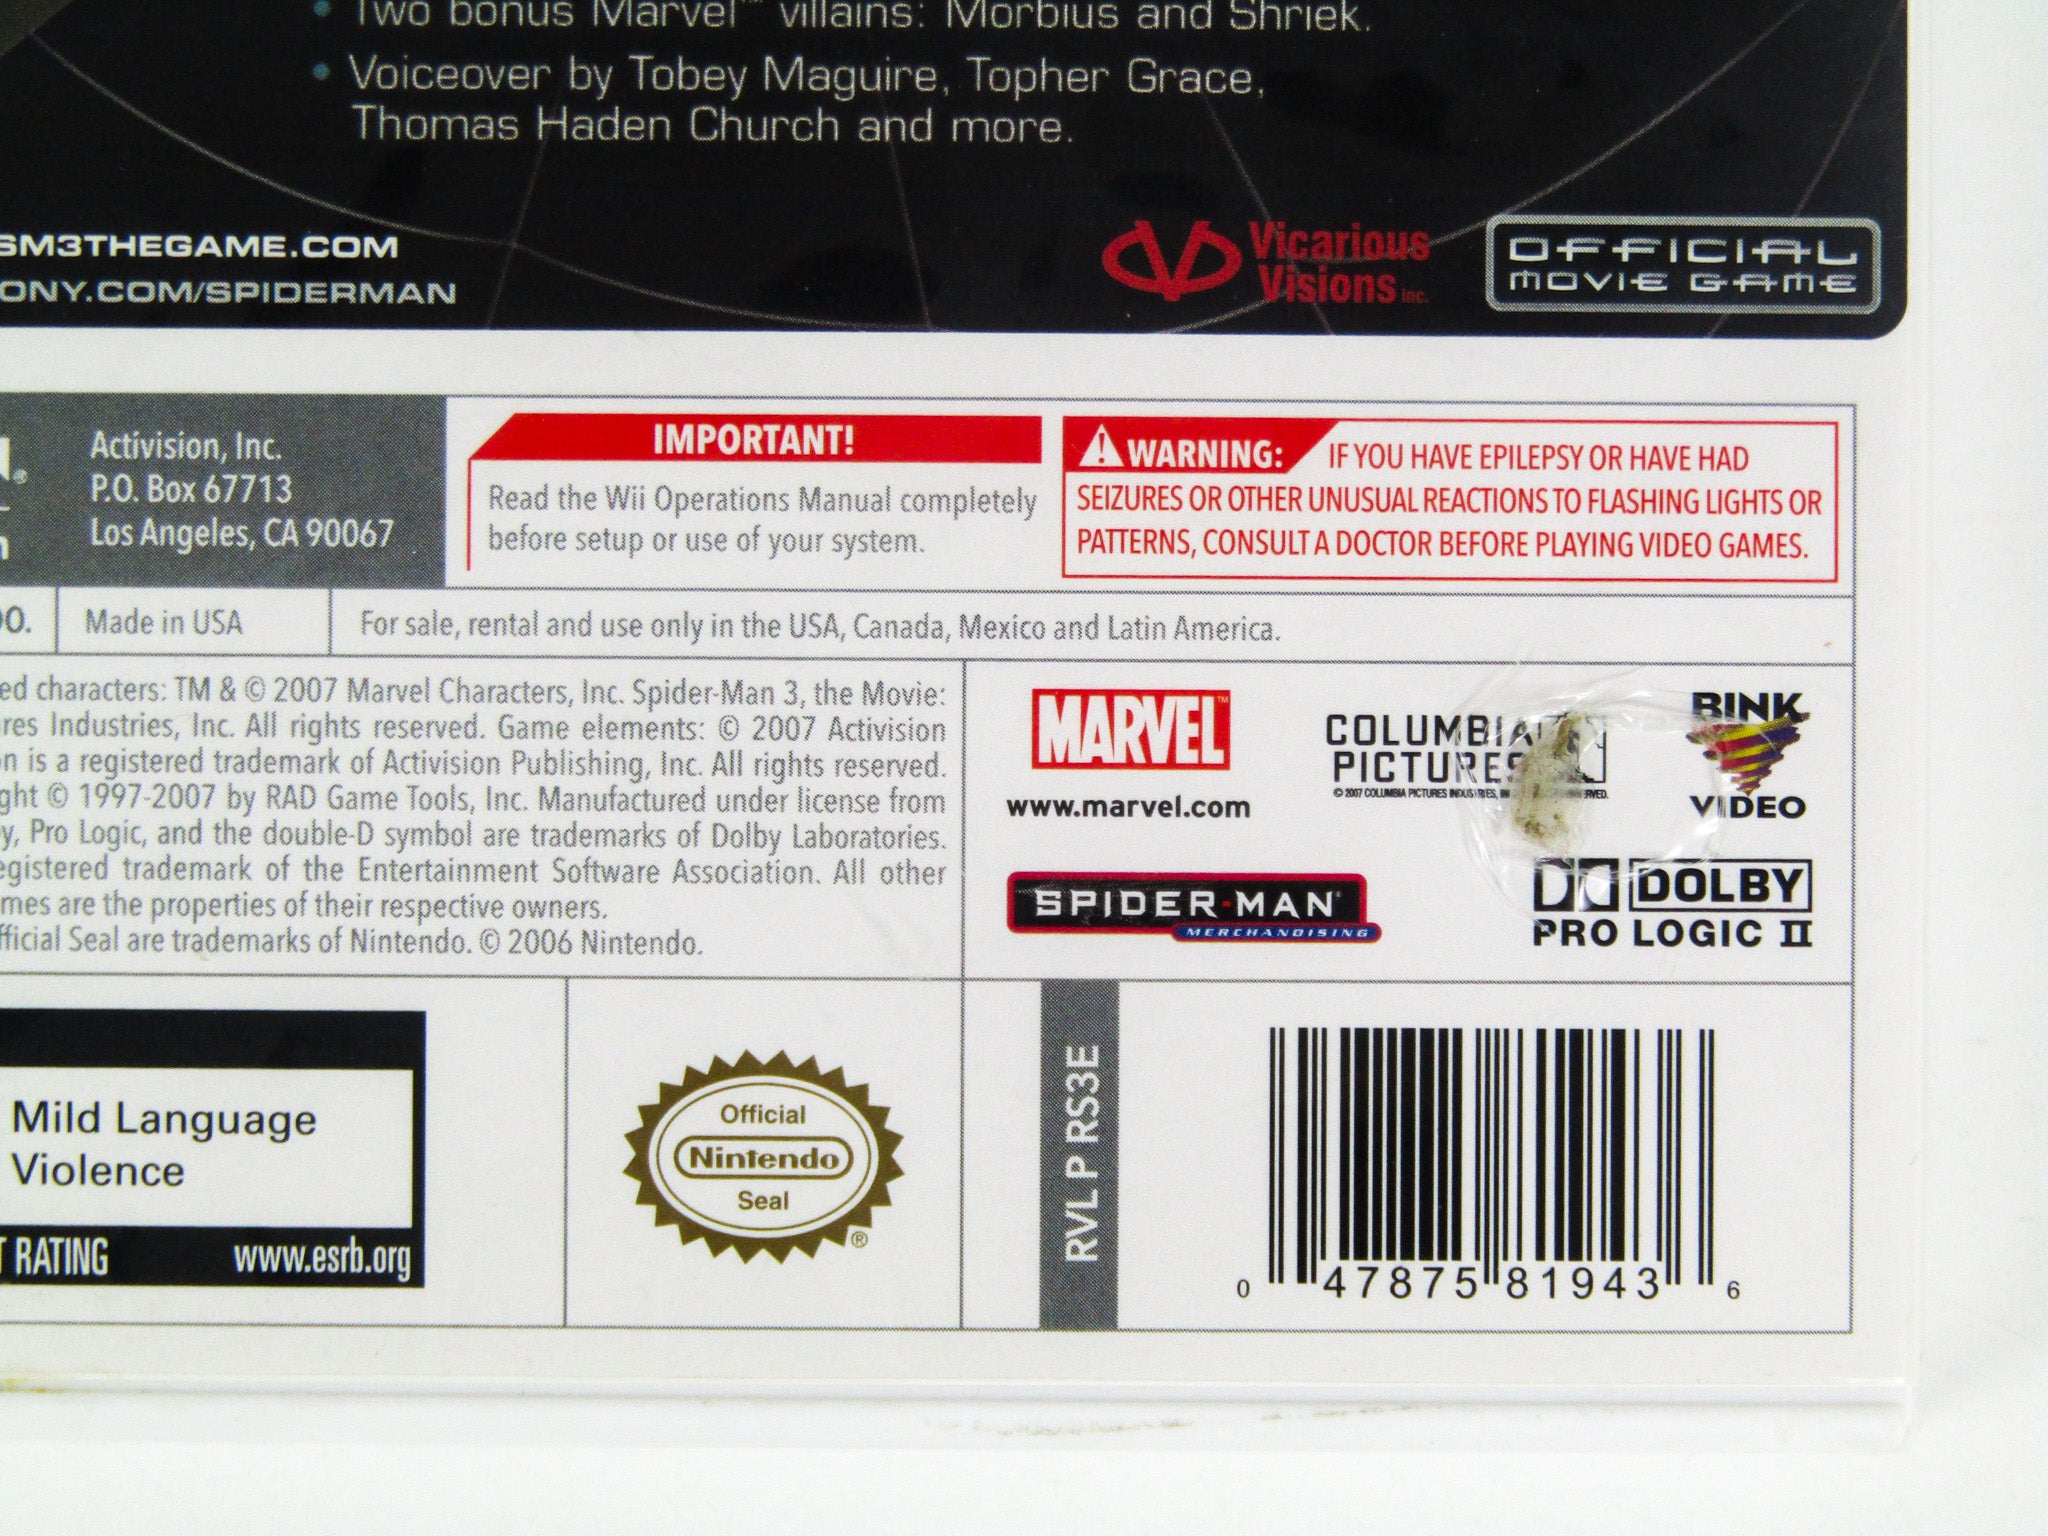 Two bonus Marvel™ villains: Morbius and Shriek.
• Voiceover by Tobey Maguire, Topher Grace,
Thomas Haden Church and more.
SM3THEGAME.COM
ONY.COM/SPIDERMAN
Vicarious
Visions Inc.
OFFICIAL
MOVIE GAME
Activision, Inc.
P.O. Box 67713
Los Angeles, CA 90067
IMPORTANT!
Read the Wii Operations Manual completely
before setup or use of your system.
WARNING: IF YOU HAVE EPILEPSY OR HAVE HAD
SEIZURES OR OTHER UNUSUAL REACTIONS TO FLASHING LIGHTS OR
PATTERNS, CONSULT A DOCTOR BEFORE PLAYING VIDEO GAMES.
Made in USA
For sale, rental and use only in the USA, Canada, Mexico and Latin America.
ed characters: TM & © 2007 Marvel Characters, Inc. Spider-Man 3, the Movie:
res Industries, Inc. All rights reserved. Game elements: © 2007 Activision
n is a registered trademark of Activision Publishing, Inc. All rights reserved.
ght © 1997-2007 by RAD Game Tools, Inc. Manufactured under license from
y, Pro Logic, and the double-D symbol are trademarks of Dolby Laboratories.
egistered trademark of the Entertainment Software Association. All other
mes are the properties of their respective owners.
fficial Seal are trademarks of Nintendo. © 2006 Nintendo.
MARVEL™
www.marvel.com
COLUMBIA
PICTURES
© 2007 COLUMBIA PICTURES INDUSTRIES,
BINK
VIDEO
SPIDER-MAN®
MERCHANDISING
DOLBY
PRO LOGIC II
Mild Language
Violence
T RATING
www.esrb.org
Official
Nintendo
Seal
®
RVL P RS3E
0 47875 81943 6